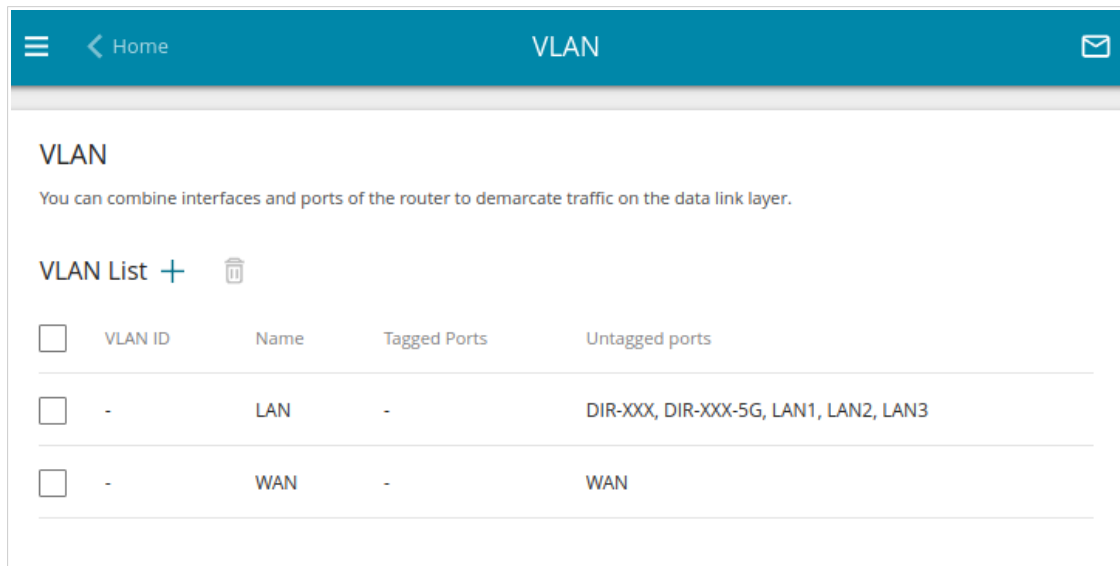 Home
VLAN
VLAN
You can combine interfaces and ports of the router to demarcate traffic on the data link layer.
VLAN List
VLAN ID Name Tagged Ports Untagged ports
- LAN - DIR-XXX, DIR-XXX-5G, LAN1, LAN2, LAN3
- WAN - WAN